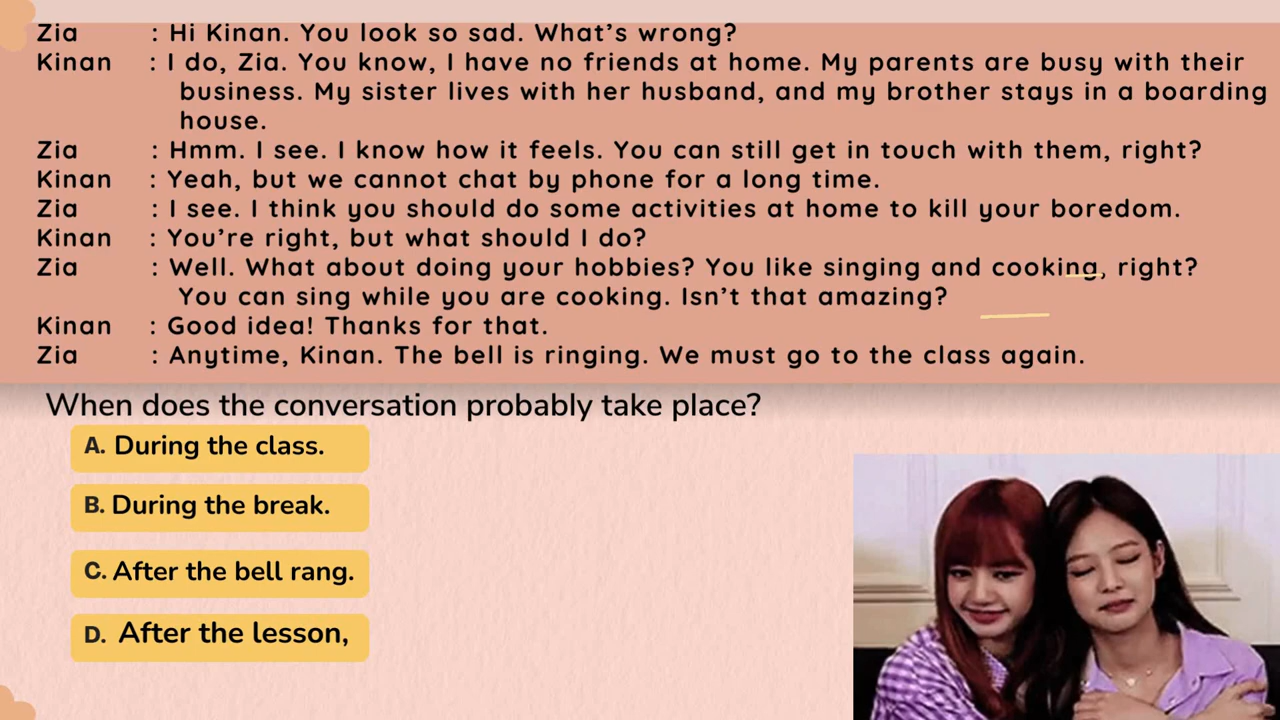 Zia : Hi Kinan. You look so sad. What’s wrong?
Kinan : I do, Zia. You know, I have no friends at home. My parents are busy with their
business. My sister lives with her husband, and my brother stays in a boarding
house.
Zia : Hmm. I see. I know how it feels. You can still get in touch with them, right?
Kinan : Yeah, but we cannot chat by phone for a long time.
Zia : I see. I think you should do some activities at home to kill your boredom.
Kinan : You’re right, but what should I do?
Zia : Well. What about doing your hobbies? You like singing and cooking, right?
You can sing while you are cooking. Isn’t that amazing?
Kinan : Good idea! Thanks for that.
Zia : Anytime, Kinan. The bell is ringing. We must go to the class again.
When does the conversation probably take place?
A. During the class.
B. During the break.
C. After the bell rang.
D. After the lesson,